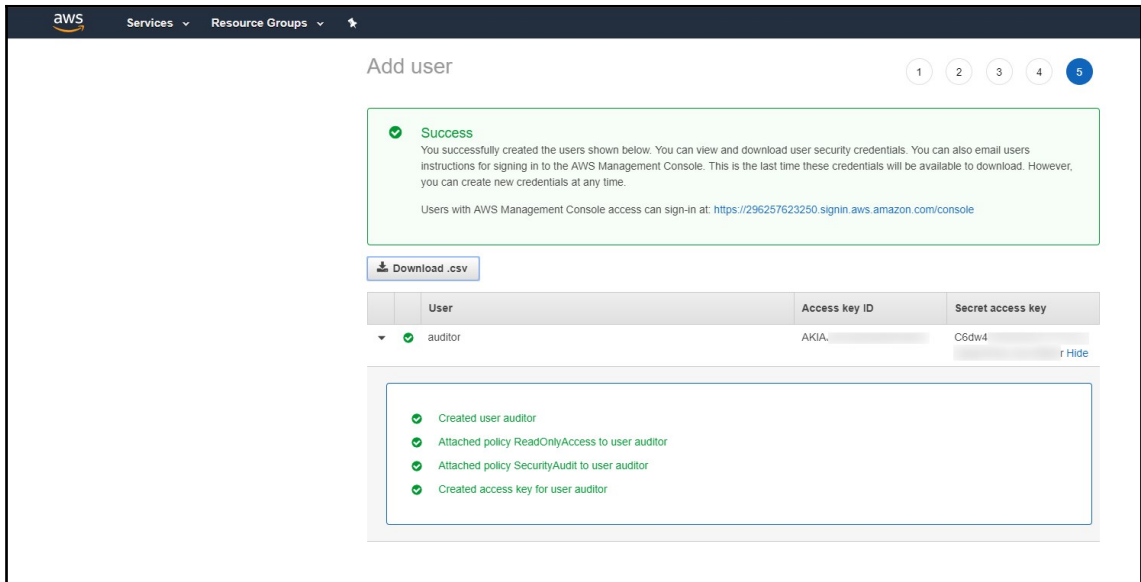 aws Services Resource Groups
Add user 1 2 3 4 5
Success
You successfully created the users shown below. You can view and download user security credentials. You can also email users
instructions for signing in to the AWS Management Console. This is the last time these credentials will be available to download. However,
you can create new credentials at any time.
Users with AWS Management Console access can sign-in at: https://296257623250.signin.aws.amazon.com/console
Download .csv
User Access key ID Secret access key
auditor AKIA. C6dw4
r Hide
Created user auditor
Attached policy ReadOnlyAccess to user auditor
Attached policy SecurityAudit to user auditor
Created access key for user auditor